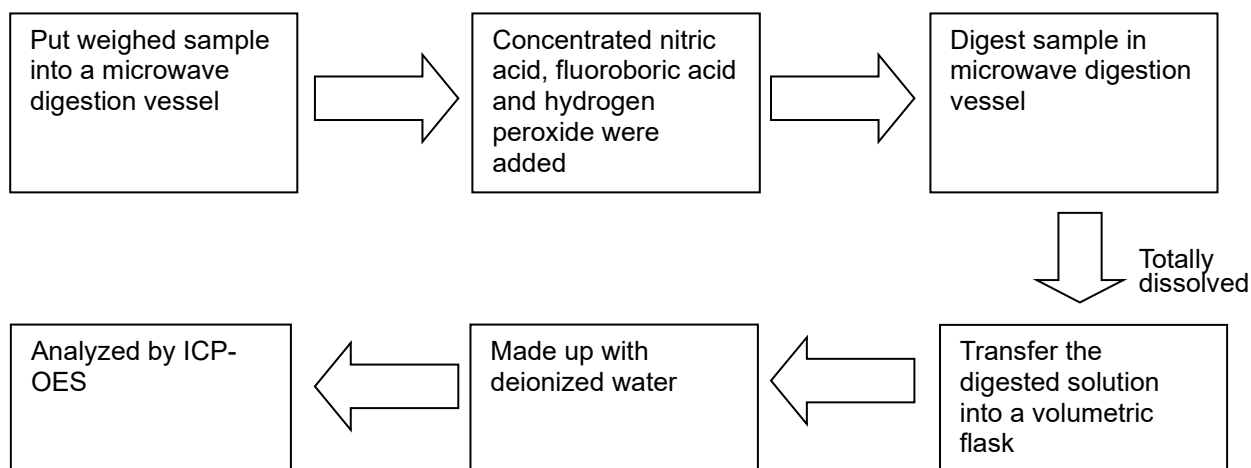 Put weighed sample
into a microwave
digestion vessel
Concentrated nitric
acid, fluoroboric acid
and hydrogen
peroxide were
added
Digest sample in
microwave digestion
vessel
Totally
dissolved
Transfer the
digested solution
into a volumetric
flask
Made up with
deionized water
Analyzed by ICP-
OES